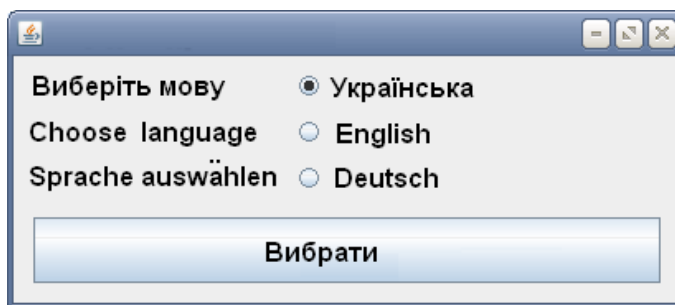 Виберіть мову Українська
Choose language English
Sprache auswählen Deutsch
Вибрати